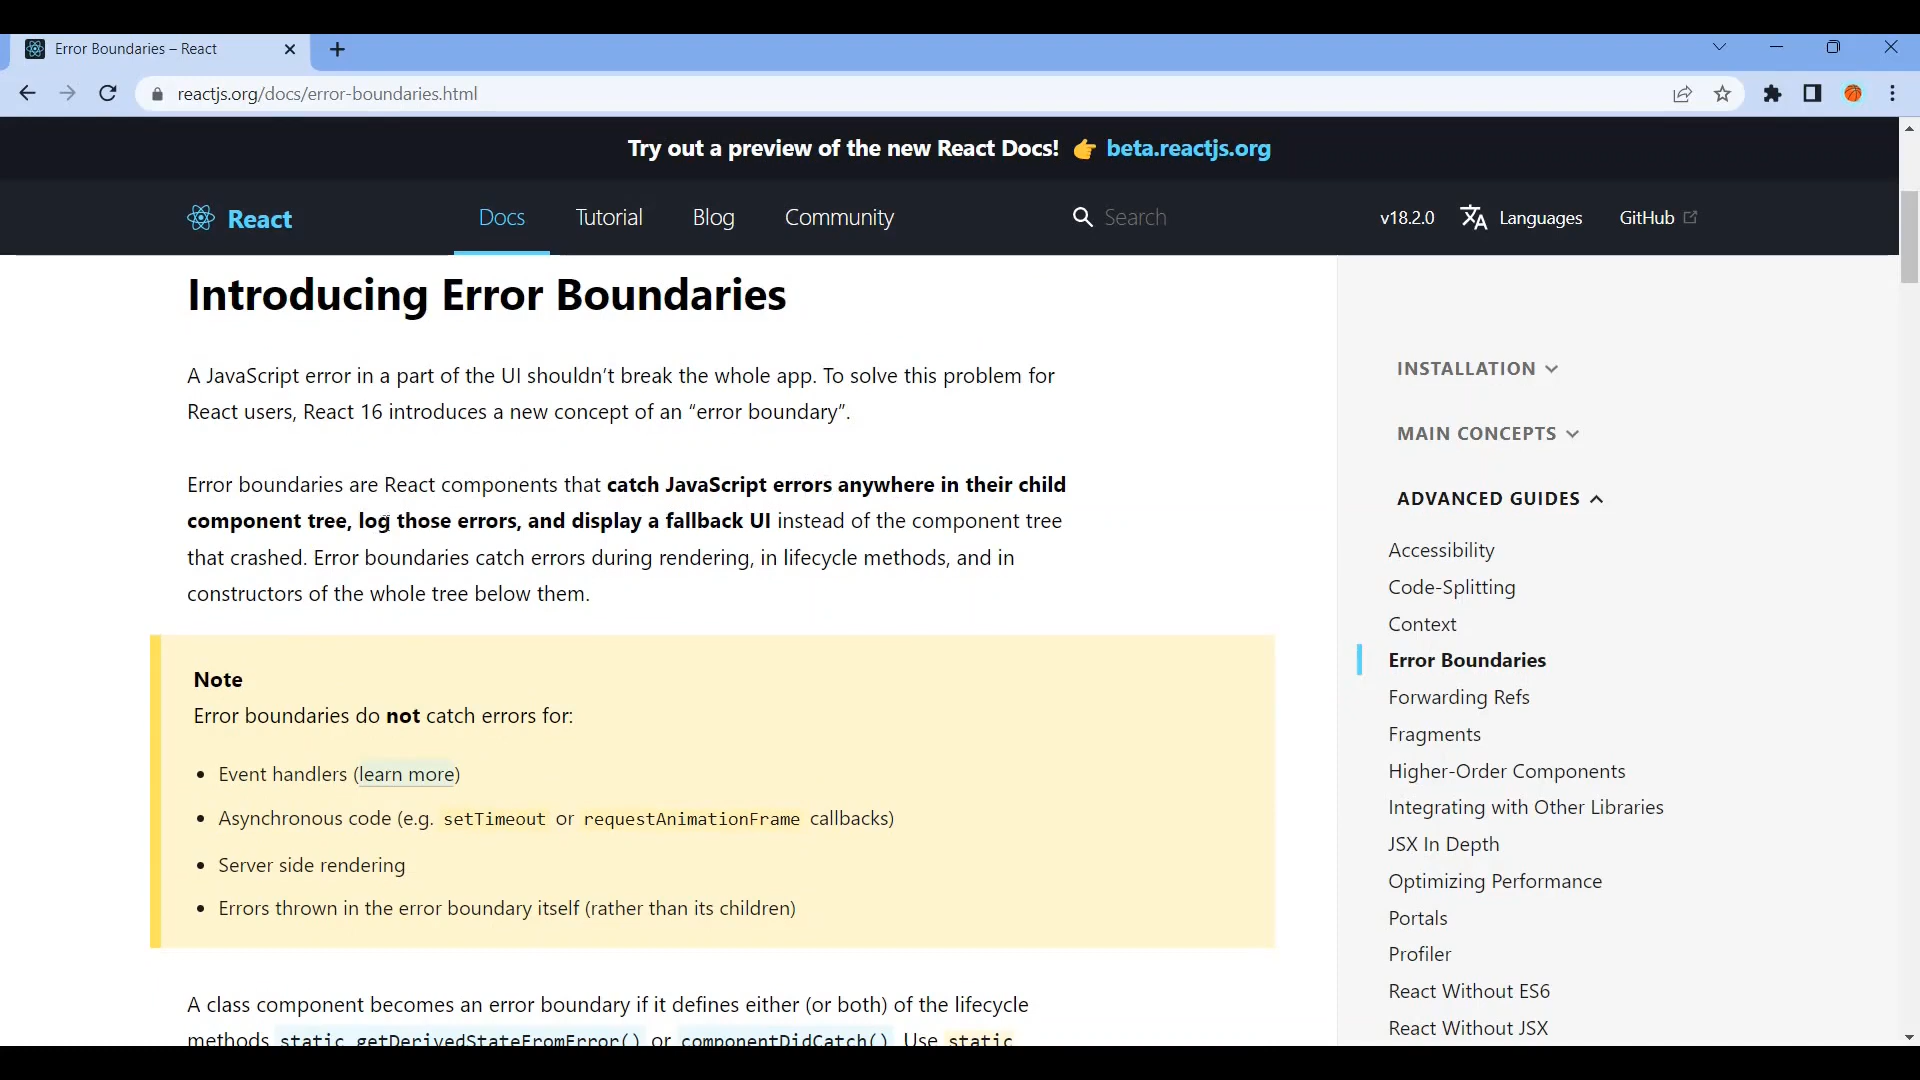 Error Boundaries – React
reactjs.org/docs/error-boundaries.html
Try out a preview of the new React Docs! 👉 beta.reactjs.org
React
Docs
Tutorial
Blog
Community
Search
v18.2.0
Languages
GitHub
Introducing Error Boundaries
A JavaScript error in a part of the UI shouldn’t break the whole app. To solve this problem for
React users, React 16 introduces a new concept of an “error boundary”.
Error boundaries are React components that catch JavaScript errors anywhere in their child
component tree, log those errors, and display a fallback UI instead of the component tree
that crashed. Error boundaries catch errors during rendering, in lifecycle methods, and in
constructors of the whole tree below them.
Note
Error boundaries do not catch errors for:
• Event handlers (learn more)
• Asynchronous code (e.g. setTimeout or requestAnimationFrame callbacks)
• Server side rendering
• Errors thrown in the error boundary itself (rather than its children)
A class component becomes an error boundary if it defines either (or both) of the lifecycle
methods static getDerivedStateFromError() or componentDidCatch(). Use static
INSTALLATION
MAIN CONCEPTS
ADVANCED GUIDES
Accessibility
Code-Splitting
Context
Error Boundaries
Forwarding Refs
Fragments
Higher-Order Components
Integrating with Other Libraries
JSX In Depth
Optimizing Performance
Portals
Profiler
React Without ES6
React Without JSX